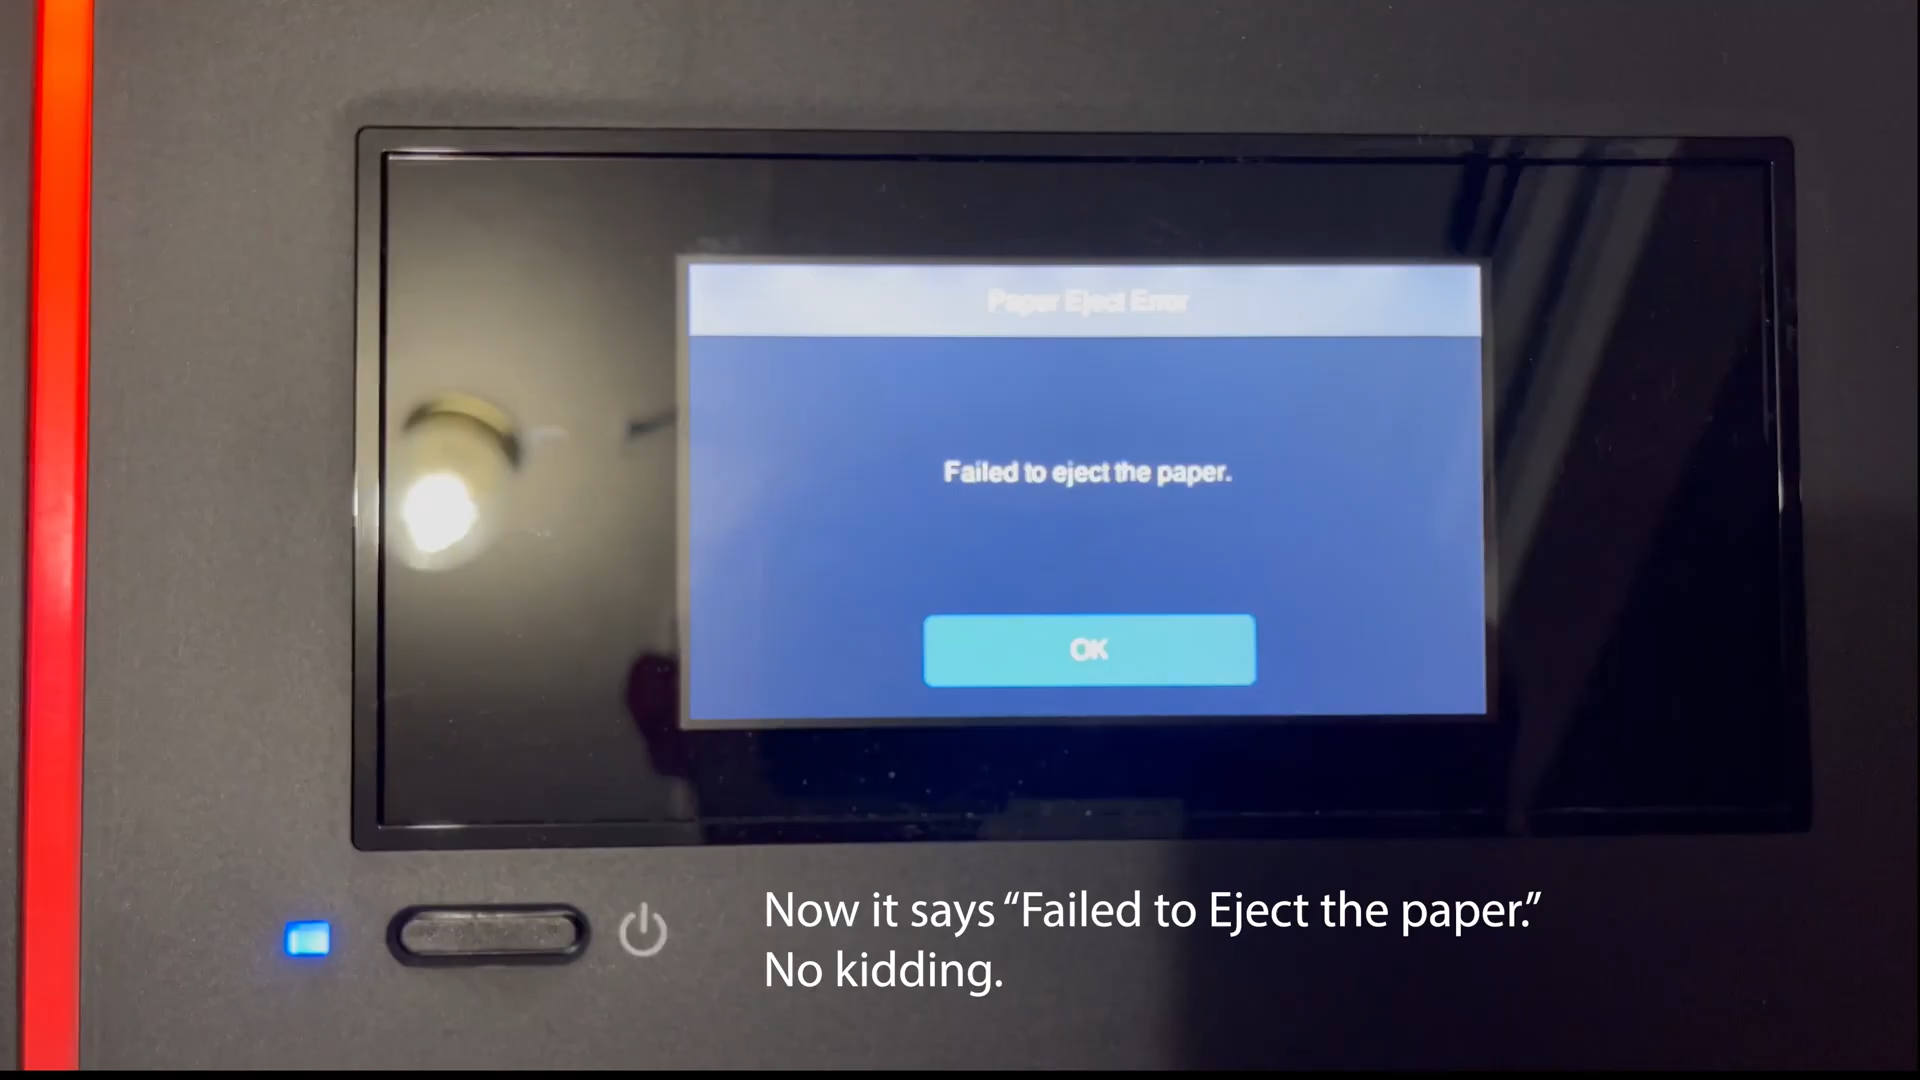 Paper Eject Error
Failed to eject the paper.
OK
Now it says “Failed to Eject the paper.”
No kidding.